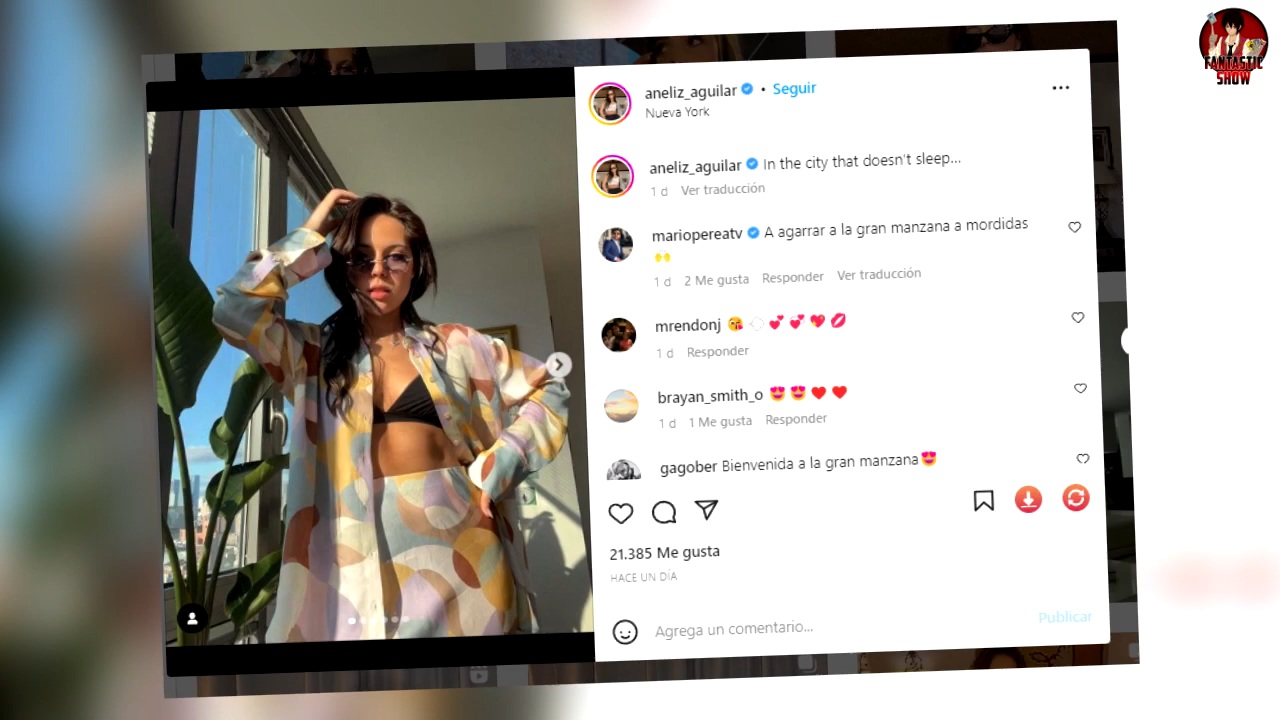 FANTASTIC
SHOW
aneliz_aguilar • Seguir
Nueva York
aneliz_aguilar In the city that doesn't sleep...
1 d Ver traducción
mariopereatv A agarrar a la gran manzana a mordidas
🙌
1 d 2 Me gusta Responder Ver traducción
mrendonj 😘 💕 💞 💖 💋
1 d Responder
brayan_smith_o 😍 😍 ♥️ ♥️
1 d 1 Me gusta Responder
gagober Bienvenida a la gran manzana😍
21.385 Me gusta
HACE UN DÍA
Agrega un comentario...
Publicar